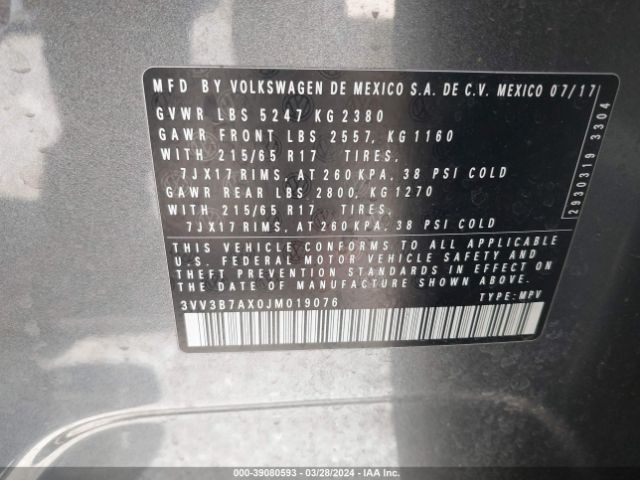 MFD BY VOLKSWAGEN DE MEXICO S.A. DE C.V. MEXICO 07/17
GVWR LBS 5247 KG 2380
GAWR FRONT LBS 2557, KG 1160
WITH 215/65 R17 TIRES,
7JX17 RIMS, AT 260 KPA, 38 PSI COLD
GAWR REAR LBS 2800, KG 1270
WITH 215/65 R17 TIRES,
7JX17 RIMS, AT 260 KPA, 38 PSI COLD
THIS VEHICLE CONFORMS TO ALL APPLICABLE
U.S. FEDERAL MOTOR VEHICLE SAFETY AND
THEFT PREVENTION STANDARDS IN EFFECT ON
THE DATE OF MANUFACTURE SHOWN ABOVE.
3VV3B7AX0JM019076 TYPE: MPV
2930319 3304
000-39080593 / 03/28/2024 / IAA Inc.